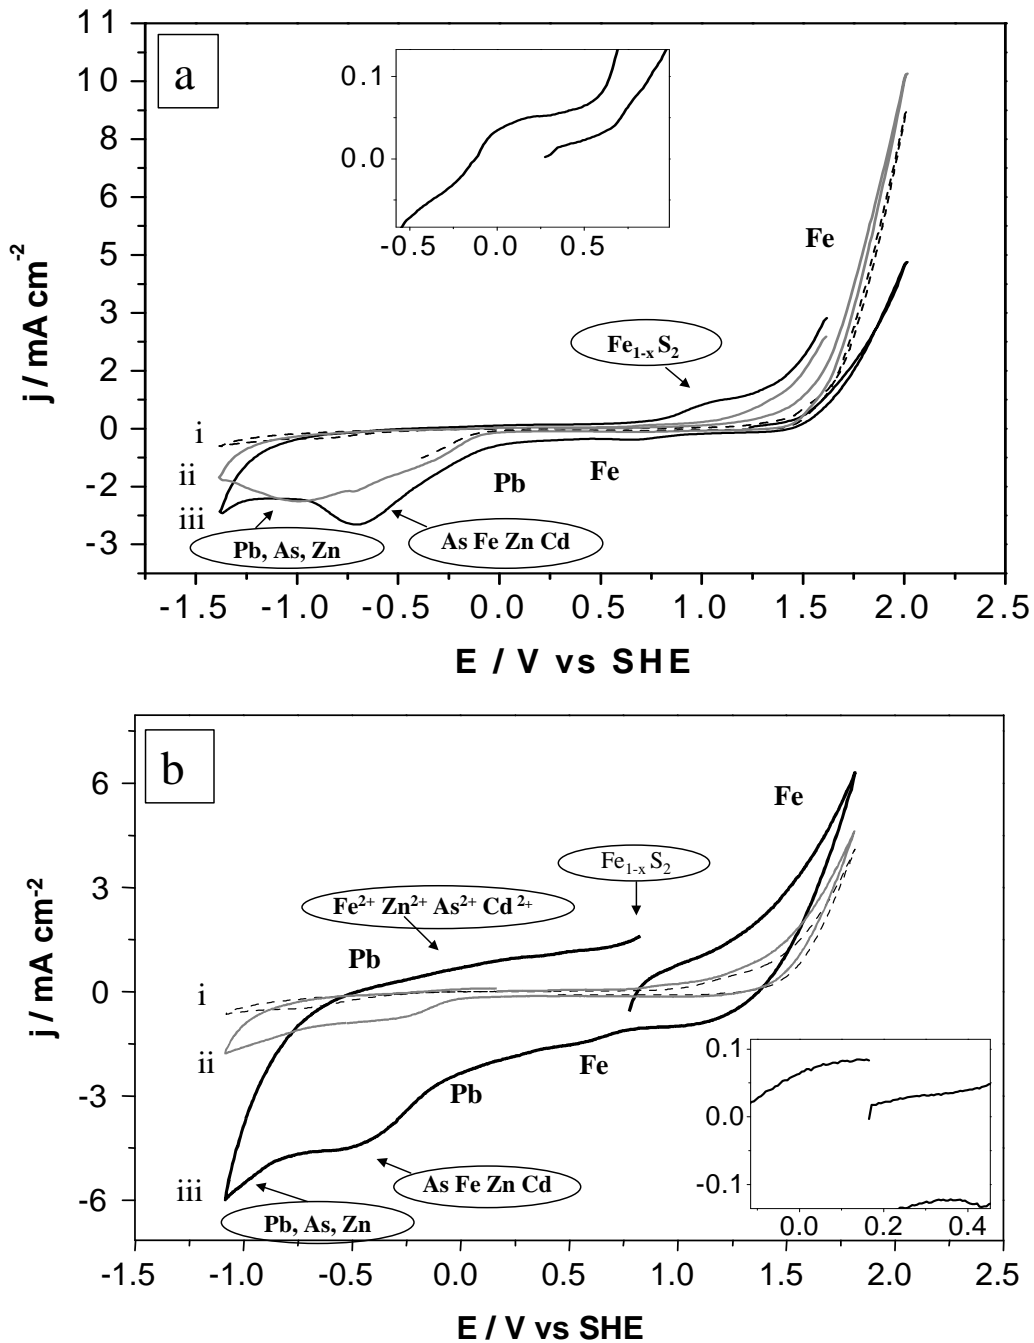 a
11
10
8
6
5
3
2
0
-2
-3
j / mA cm-2
0.1
0.0
-0.5 0.0 0.5
Fe
Fe1-x S2
i
ii
iii
Pb
Fe
Pb, As, Zn
As Fe Zn Cd
-1.5 -1.0 -0.5 0.0 0.5 1.0 1.5 2.0 2.5
E / V vs SHE
b
6
3
0
-3
-6
j / mA cm-2
Fe
Fe1-x S2
Fe2+ Zn2+ As2+ Cd 2+
Pb
i
ii
iii
Fe
Pb
As Fe Zn Cd
Pb, As, Zn
0.1
0.0
-0.1
0.0 0.2 0.4
-1.5 -1.0 -0.5 0.0 0.5 1.0 1.5 2.0 2.5
E / V vs SHE